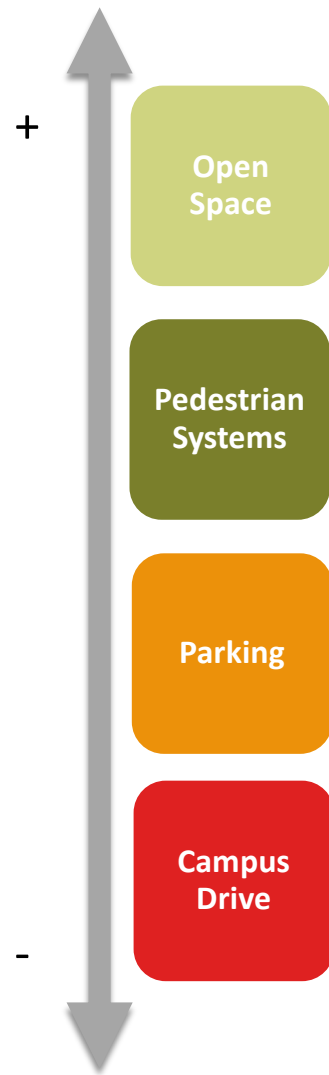 +
Open
Space
Pedestrian
Systems
Parking
Campus
Drive
-